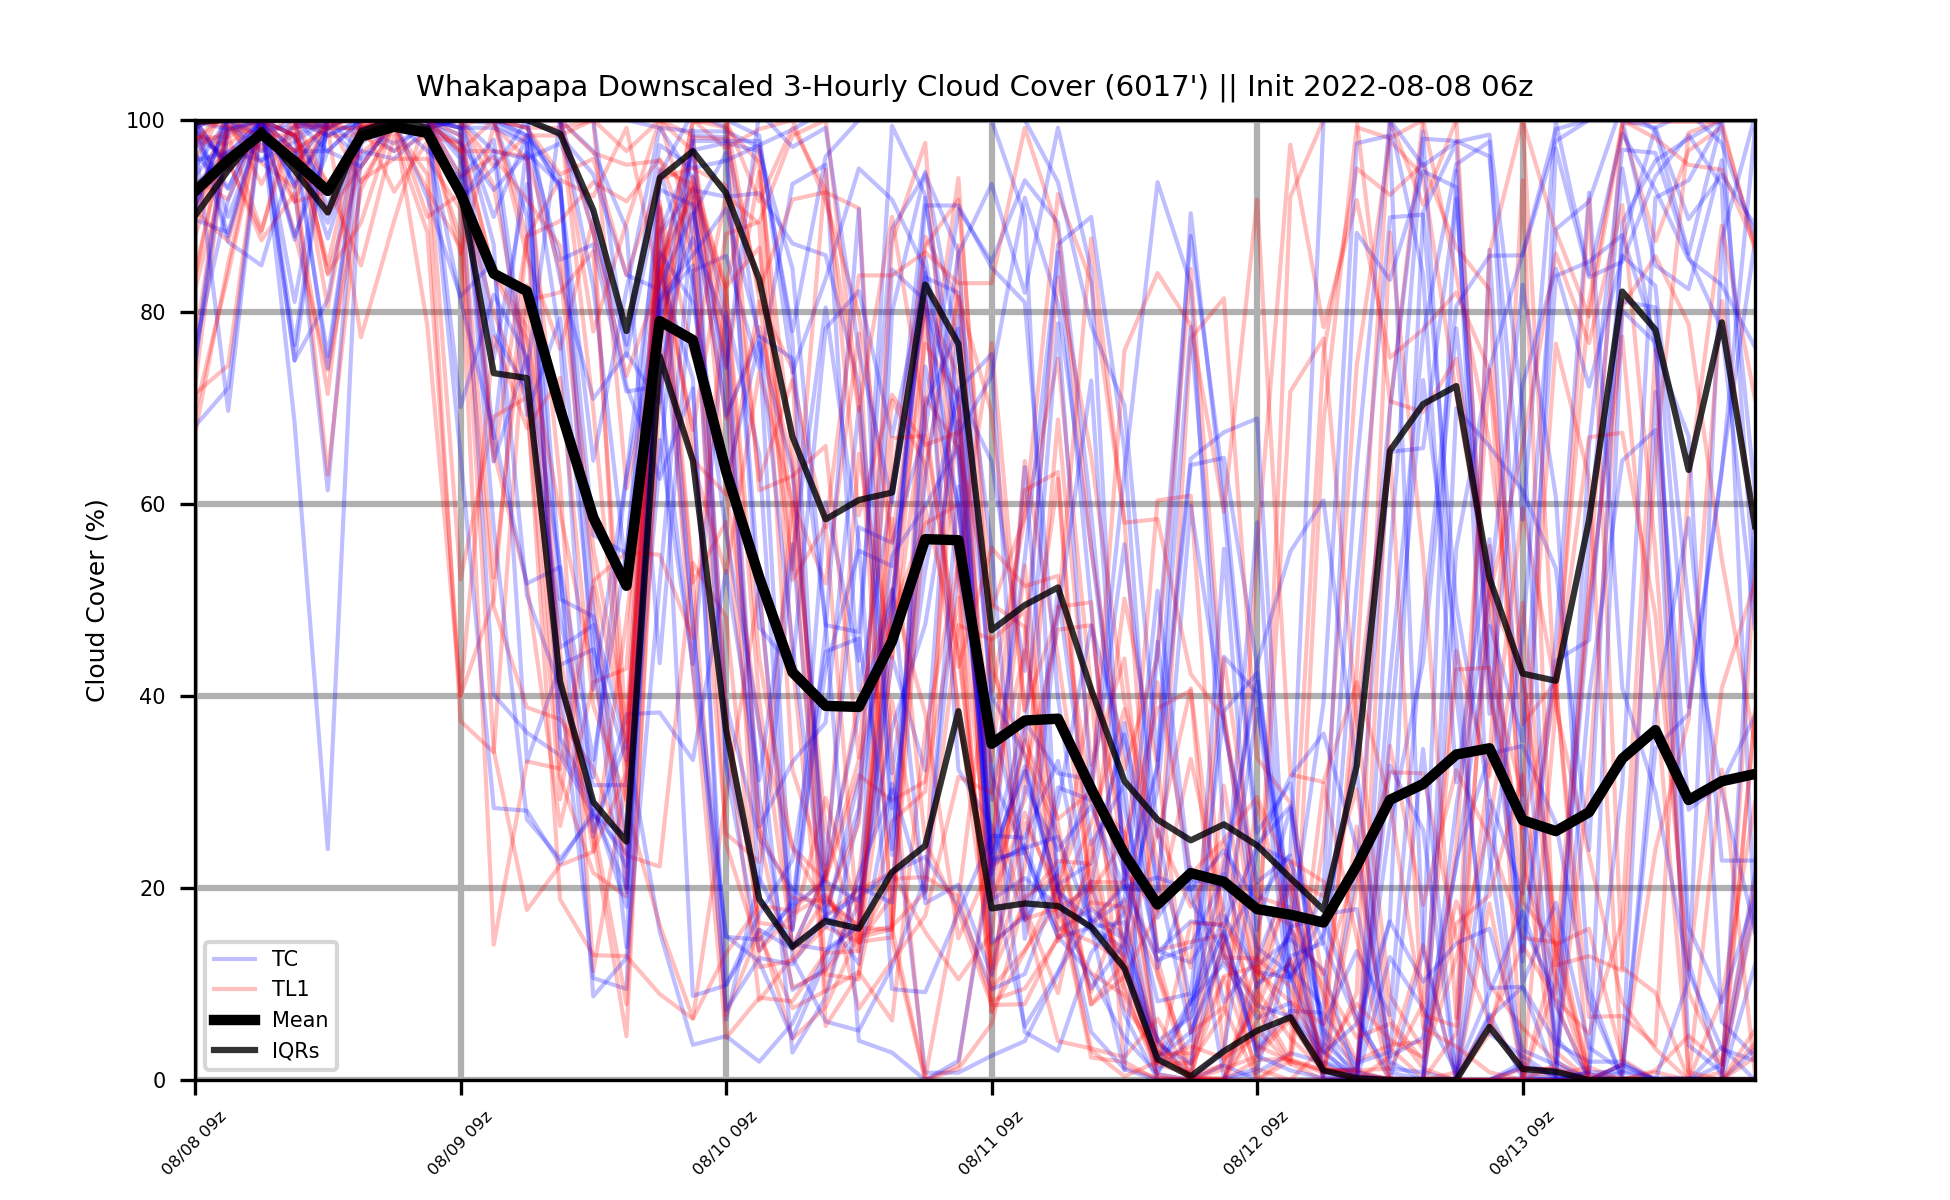 Whakapapa Downscaled 3-Hourly Cloud Cover (6017') || Init 2022-08-08 06z
Cloud Cover (%)
100
80
60
40
20
0
TC
TL1
Mean
IQRs
08/08 09z
08/09 09z
08/10 09z
08/11 09z
08/12 09z
08/13 09z